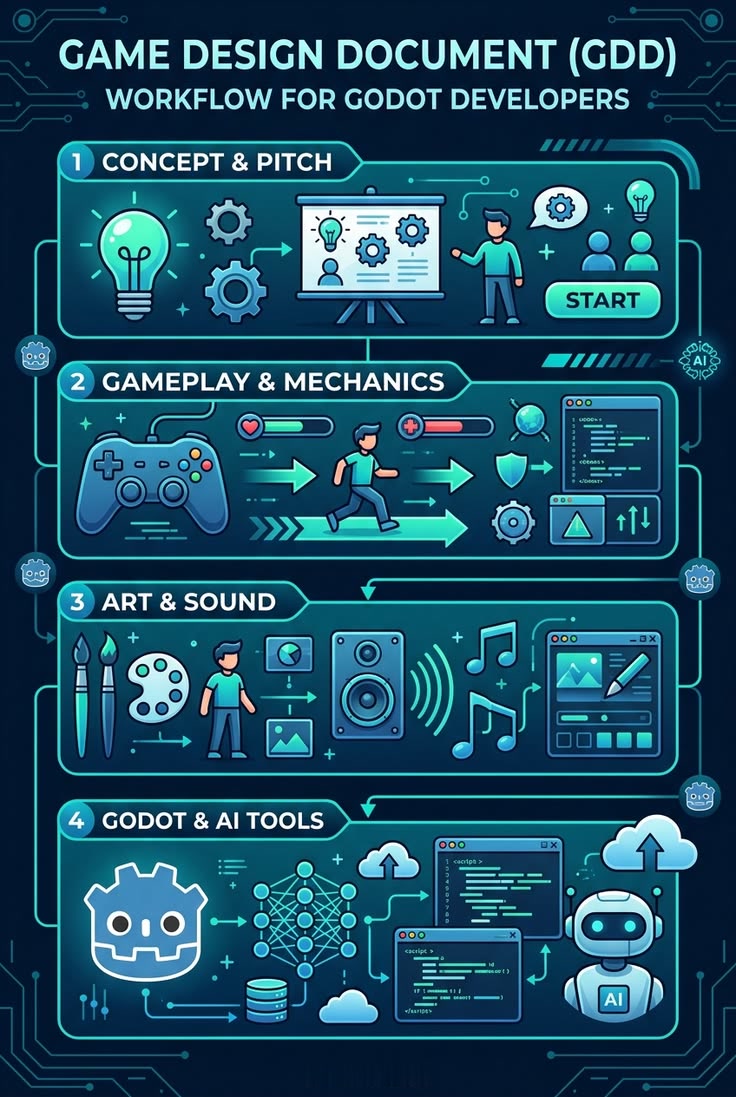 GAME DESIGN DOCUMENT (GDD)
WORKFLOW FOR GODOT DEVELOPERS
1 CONCEPT & PITCH
START
AI
2 GAMEPLAY & MECHANICS
3 ART & SOUND
4 GODOT & AI TOOLS
<script>
AI